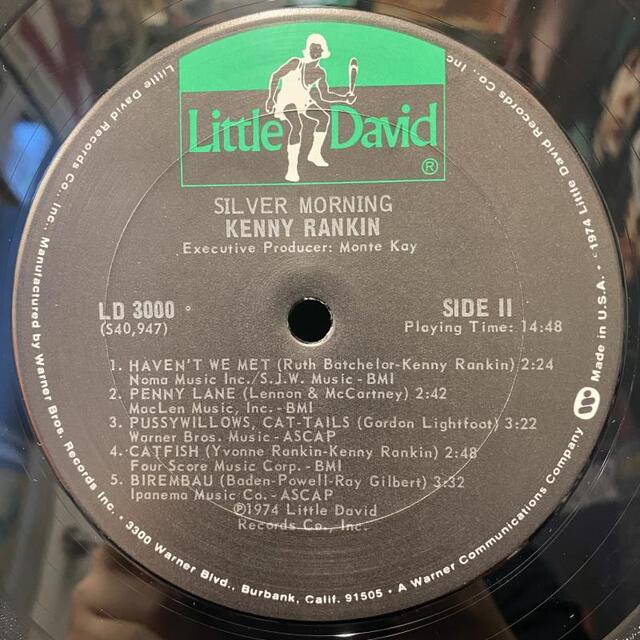 Little David
®
SILVER MORNING
KENNY RANKIN
Executive Producer: Monte Kay
LD 3000
(S40,947)
SIDE II
Playing Time: 14:48
1. HAVEN'T WE MET (Ruth Batchelor-Kenny Rankin) 2:24
Noma Music Inc./S.J.W. Music - BMI
2. PENNY LANE (Lennon & McCartney) 2:42
MacLen Music, Inc. - BMI
3. PUSSYWILLOWS, CAT-TAILS (Gordon Lightfoot) 3:22
Warner Bros. Music - ASCAP
4. CATFISH (Yvonne Rankin-Kenny Rankin) 2:48
Four Score Music Corp. - BMI
5. BIREMBAU (Baden-Powell-Ray Gilbert) 3:32
Ipanema Music Co. - ASCAP
℗1974 Little David
Records Co., Inc.
Little David Records Co., Inc., Manufactured by Warner Bros. Records Inc. • 3300 Warner Blvd., Burbank, Calif. 91505 • A Warner Communications Company
Made in U.S.A. • ©1974 Little David Records Co., Inc.